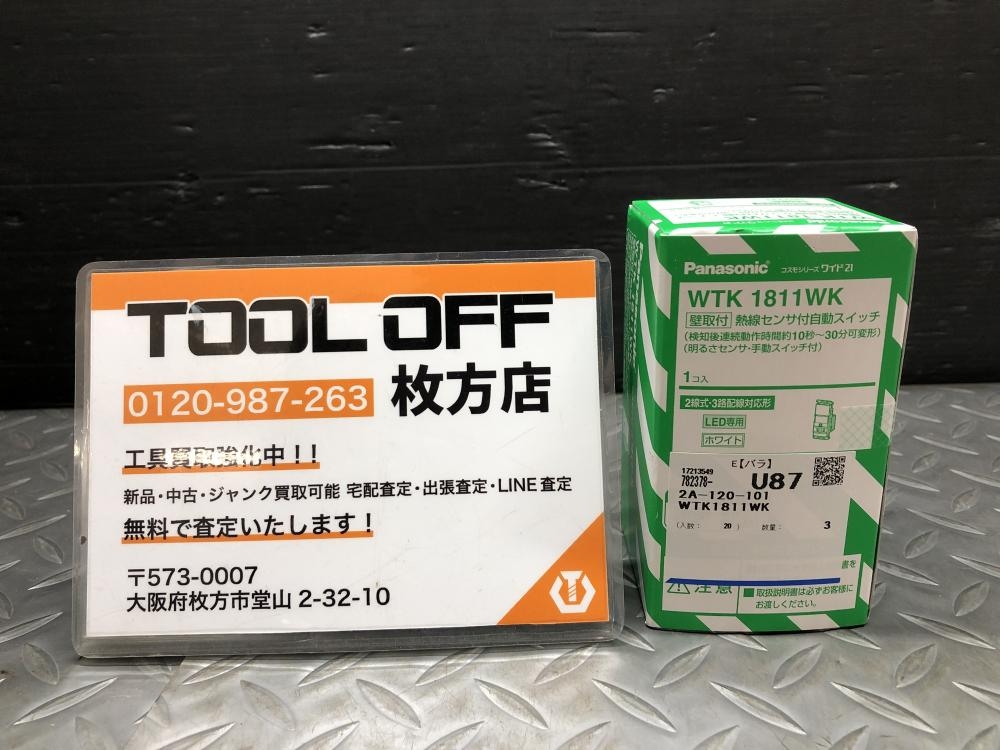 TOOL OFF
0120-987-263 枚方店
工具買取強化中!!
新品・中古・ジャンク買取可能 宅配査定・出張査定・LINE査定
無料で査定いたします!
〒573-0007
大阪府枚方市堂山 2-32-10
Panasonic コスモシリーズ ワイド21
WTK 1811WK
壁取付 熱線センサ付自動スイッチ
(検知後連続動作時間約10秒~30分可変形)
(明るさセンサ・手動スイッチ付)
1コ入
2線式・3路配線対応形
LED専用
ホワイト
E【バラ】
17213549
782378- U87
2A-120-101
WTK1811WK
(入数: 20) 数量: 3
書を
注意
■取扱説明書は必ずお客様に
お渡しください。